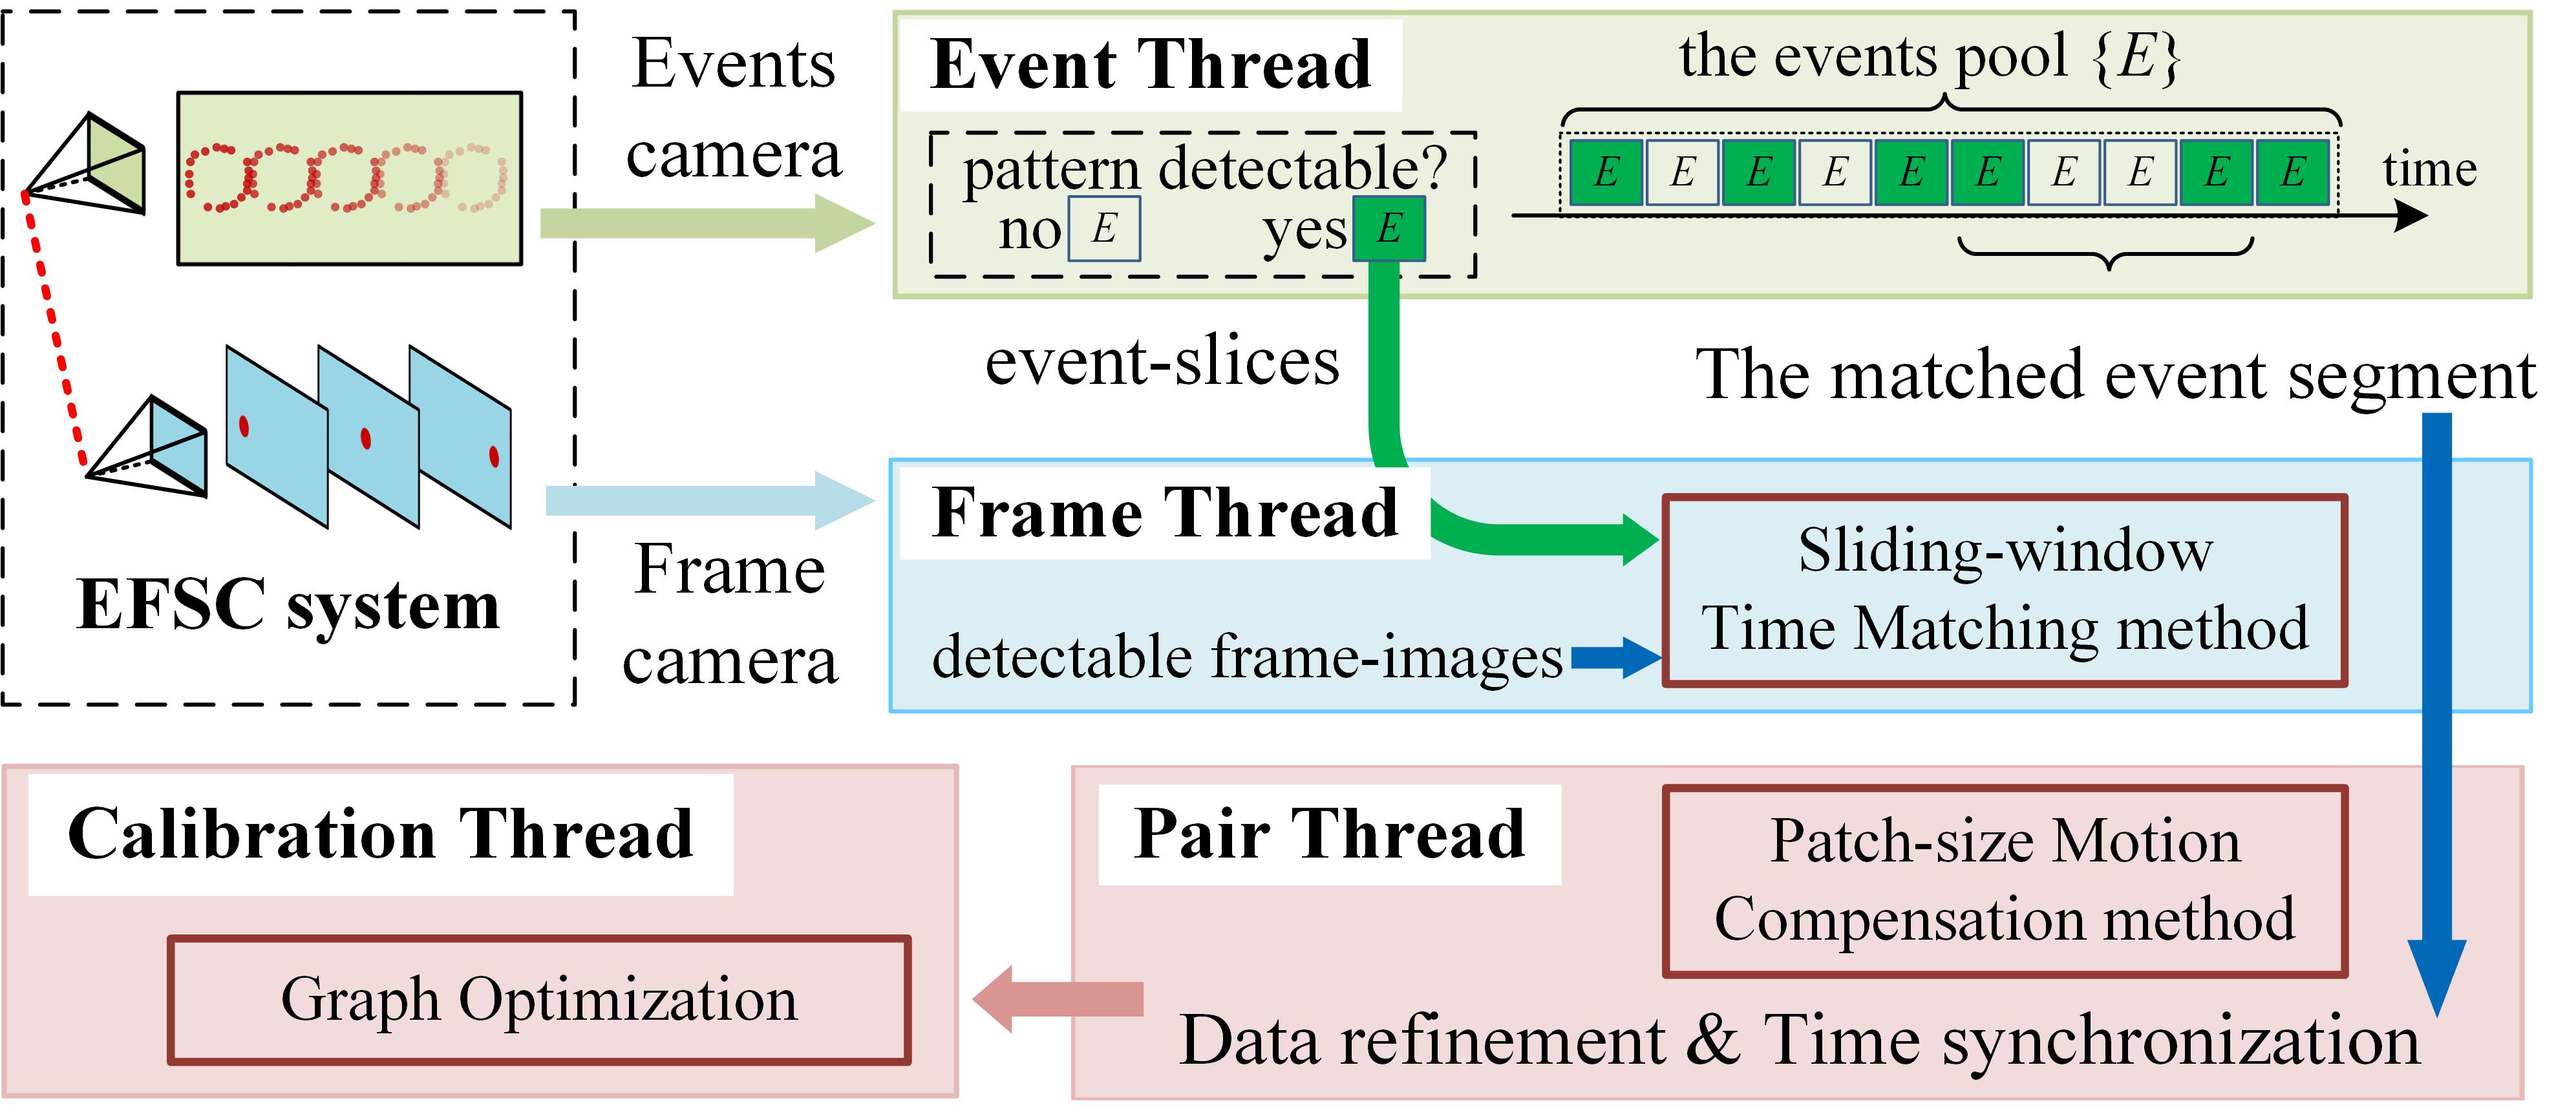 Events
camera
Event Thread
the events pool {E}
pattern detectable?
no E yes E
E E E E E E E E E E
time
event-slices
The matched event segment
EFSC system
Frame
camera
Frame Thread
Sliding-window
Time Matching method
detectable frame-images
Calibration Thread
Graph Optimization
Pair Thread
Patch-size Motion
Compensation method
Data refinement & Time synchronization